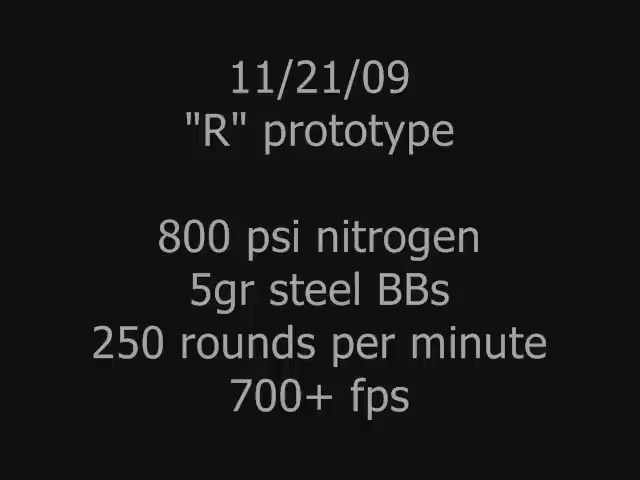 11/21/09
"R" prototype
800 psi nitrogen
5gr steel BBs
250 rounds per minute
700+ fps